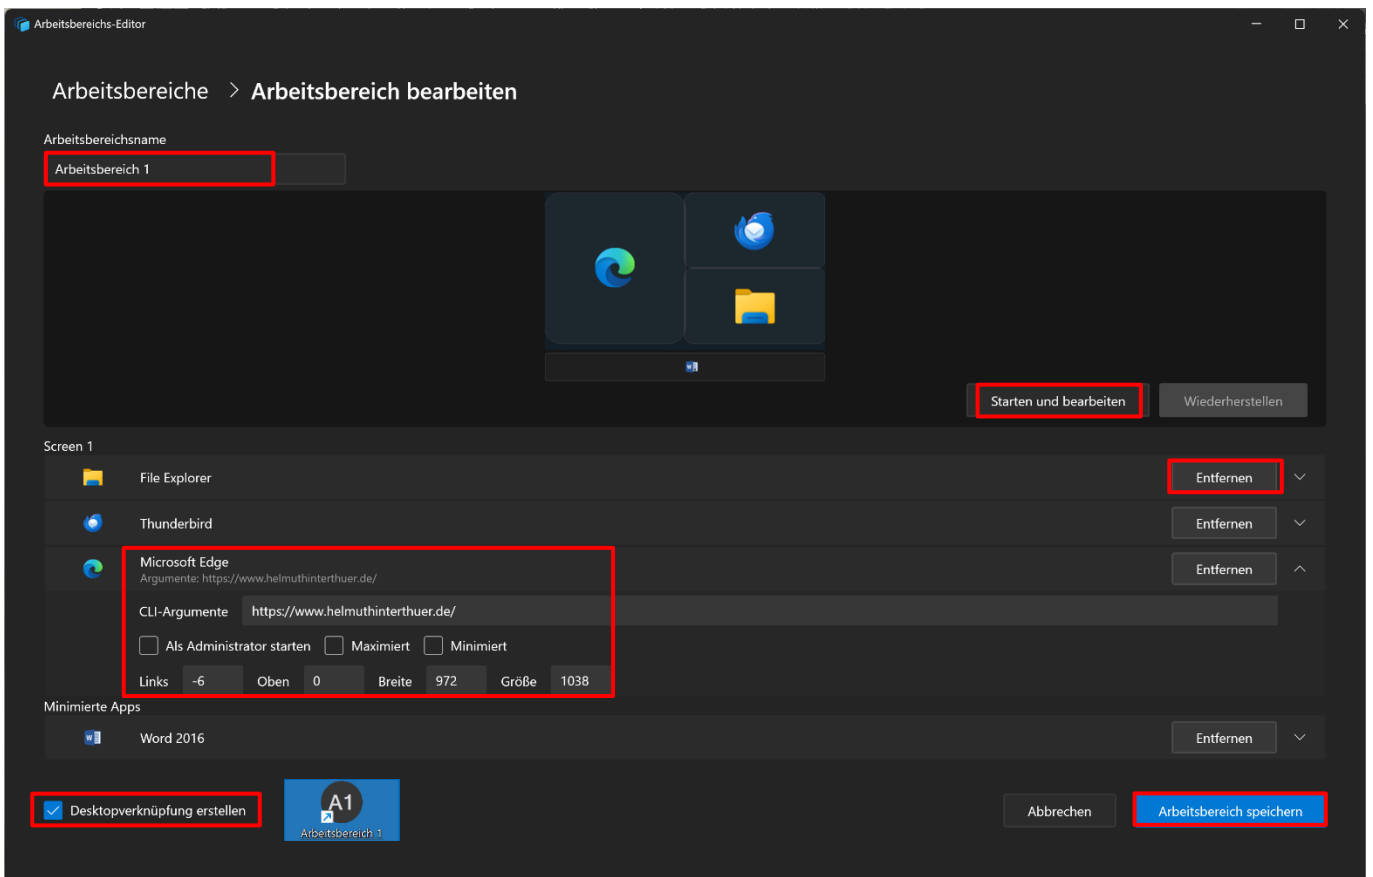 Arbeitsbereichs-Editor
Arbeitsbereiche > Arbeitsbereich bearbeiten
Arbeitsbereichsname
Arbeitsbereich 1
Starten und bearbeiten Wiederherstellen
Screen 1
File Explorer Entfernen
Thunderbird Entfernen
Microsoft Edge
Argumente: https://www.helmuthinterthuer.de/
Entfernen
CLI-Argumente https://www.helmuthinterthuer.de/
Als Administrator starten Maximiert Minimiert
Links -6 Oben 0 Breite 972 Größe 1038
Minimierte Apps
Word 2016 Entfernen
Desktopverknüpfung erstellen
A1
Arbeitsbereich 1
Abbrechen Arbeitsbereich speichern